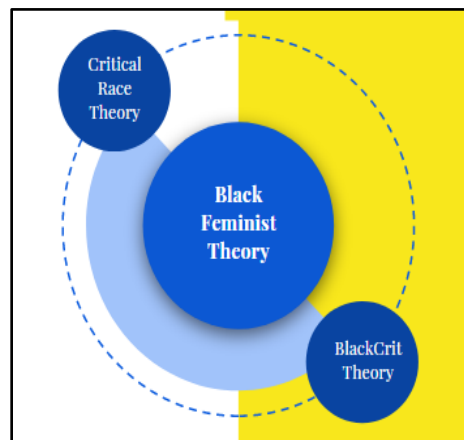 Critical
Race
Theory
Black
Feminist
Theory
BlackCrit
Theory